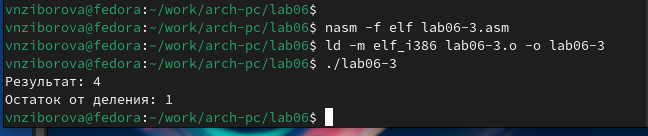 vnziborova@fedora:~/work/arch-pc/lab06$
vnziborova@fedora:~/work/arch-pc/lab06$ nasm -f elf lab06-3.asm
vnziborova@fedora:~/work/arch-pc/lab06$ ld -m elf_i386 lab06-3.o -o lab06-3
vnziborova@fedora:~/work/arch-pc/lab06$ ./lab06-3
Результат: 4
Остаток от деления: 1
vnziborova@fedora:~/work/arch-pc/lab06$